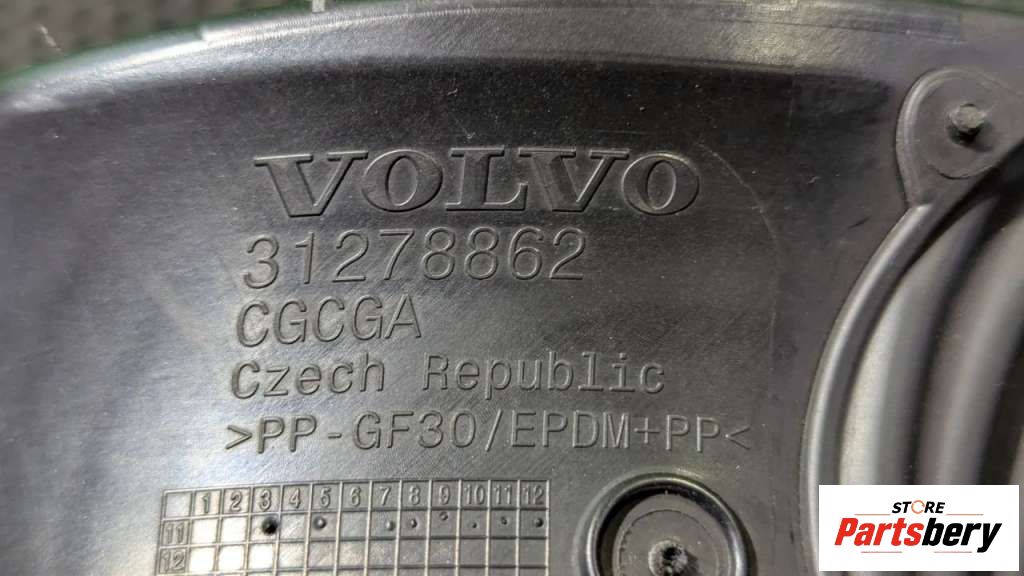 VOLVO
31278862
CGCGA
Czech Republic
>PP-GF30/EPDM+PP<
1 2 3 4 5 6 7 8 9 10 11 12
11
12
STORE
Partsbery